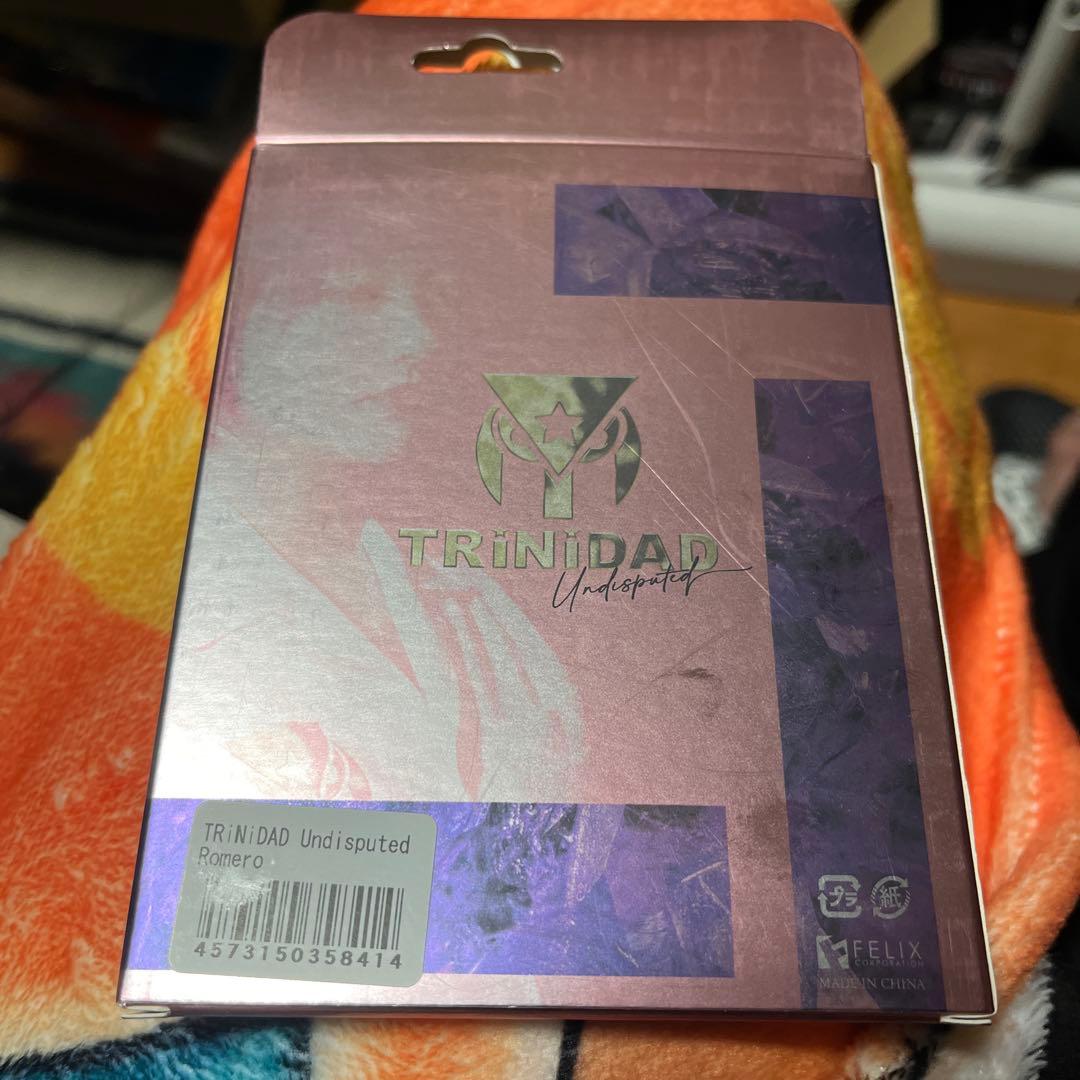 TRiNiDAD
Undisputed
TRiNiDAD Undisputed
Romero
4573150358414
プラ
紙
FELIX
CORPORATION
MADE IN CHINA